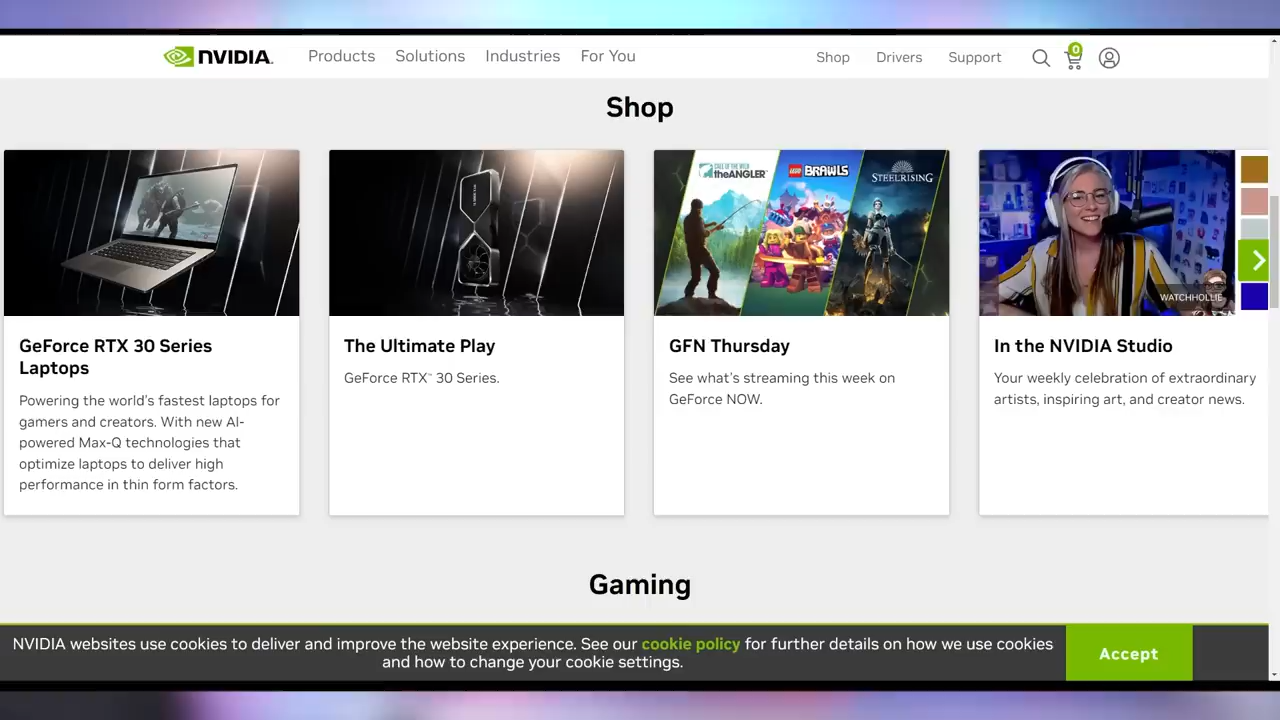 NVIDIA.
Products Solutions Industries For You
Shop Drivers Support
0
Shop
CALL OF THE WILD
theANGLER
LEGO BRAWLS
STEELRISING
WATCHHOLLIE
GeForce RTX 30 Series
Laptops
Powering the world's fastest laptops for
gamers and creators. With new AI-
powered Max-Q technologies that
optimize laptops to deliver high
performance in thin form factors.
The Ultimate Play
GeForce RTX™ 30 Series.
GFN Thursday
See what's streaming this week on
GeForce NOW.
In the NVIDIA Studio
Your weekly celebration of extraordinary
artists, inspiring art, and creator news.
Gaming
NVIDIA websites use cookies to deliver and improve the website experience. See our cookie policy for further details on how we use cookies
and how to change your cookie settings.
Accept